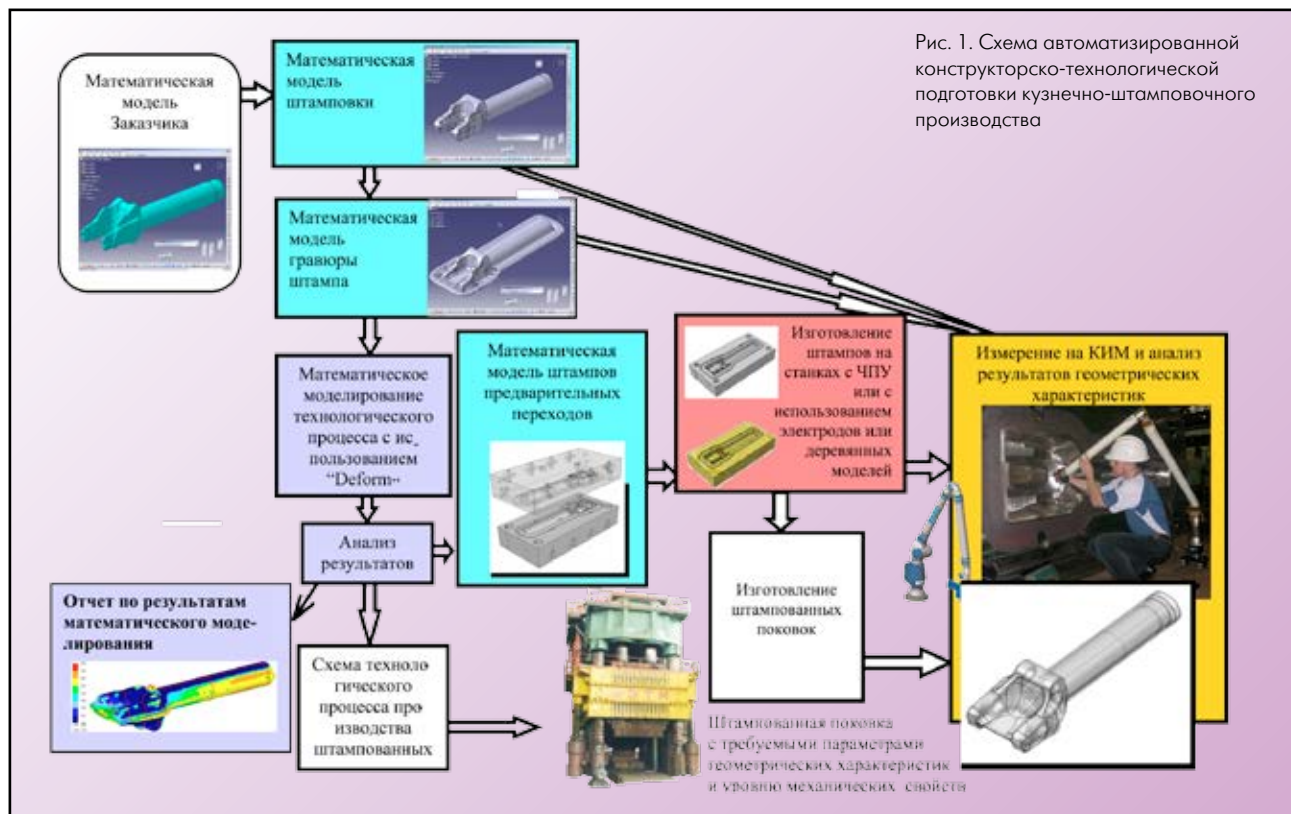 Рис. 1. Схема автоматизированной
конструкторско-технологической
подготовки кузнечно-штамповочного
производства
Математическая
модель
Заказчика
Математическая
модель
штамповки
Математическая
модель
гравюры
штампа
Математическое
моделирование
технологического
процесса с ис_
пользованием
“Deform„
Анализ
результатов
Отчет по результатам
математического моде-
лирования
Схема техноло
гического
процесса про
изводства
штампованных
Математическая
модель штампов
предварительных
переходов
Изготовление
штампов на
станках с ЧПУ
или с
использованием
электродов или
деревянных
моделей
Изготовление
штампованных
поковок
Измерение на КИМ и анализ
результатов геометрических
характеристик
Штампованная поковка
с требуемыми параметрами
геометрических характеристик
и уровню механических свойств